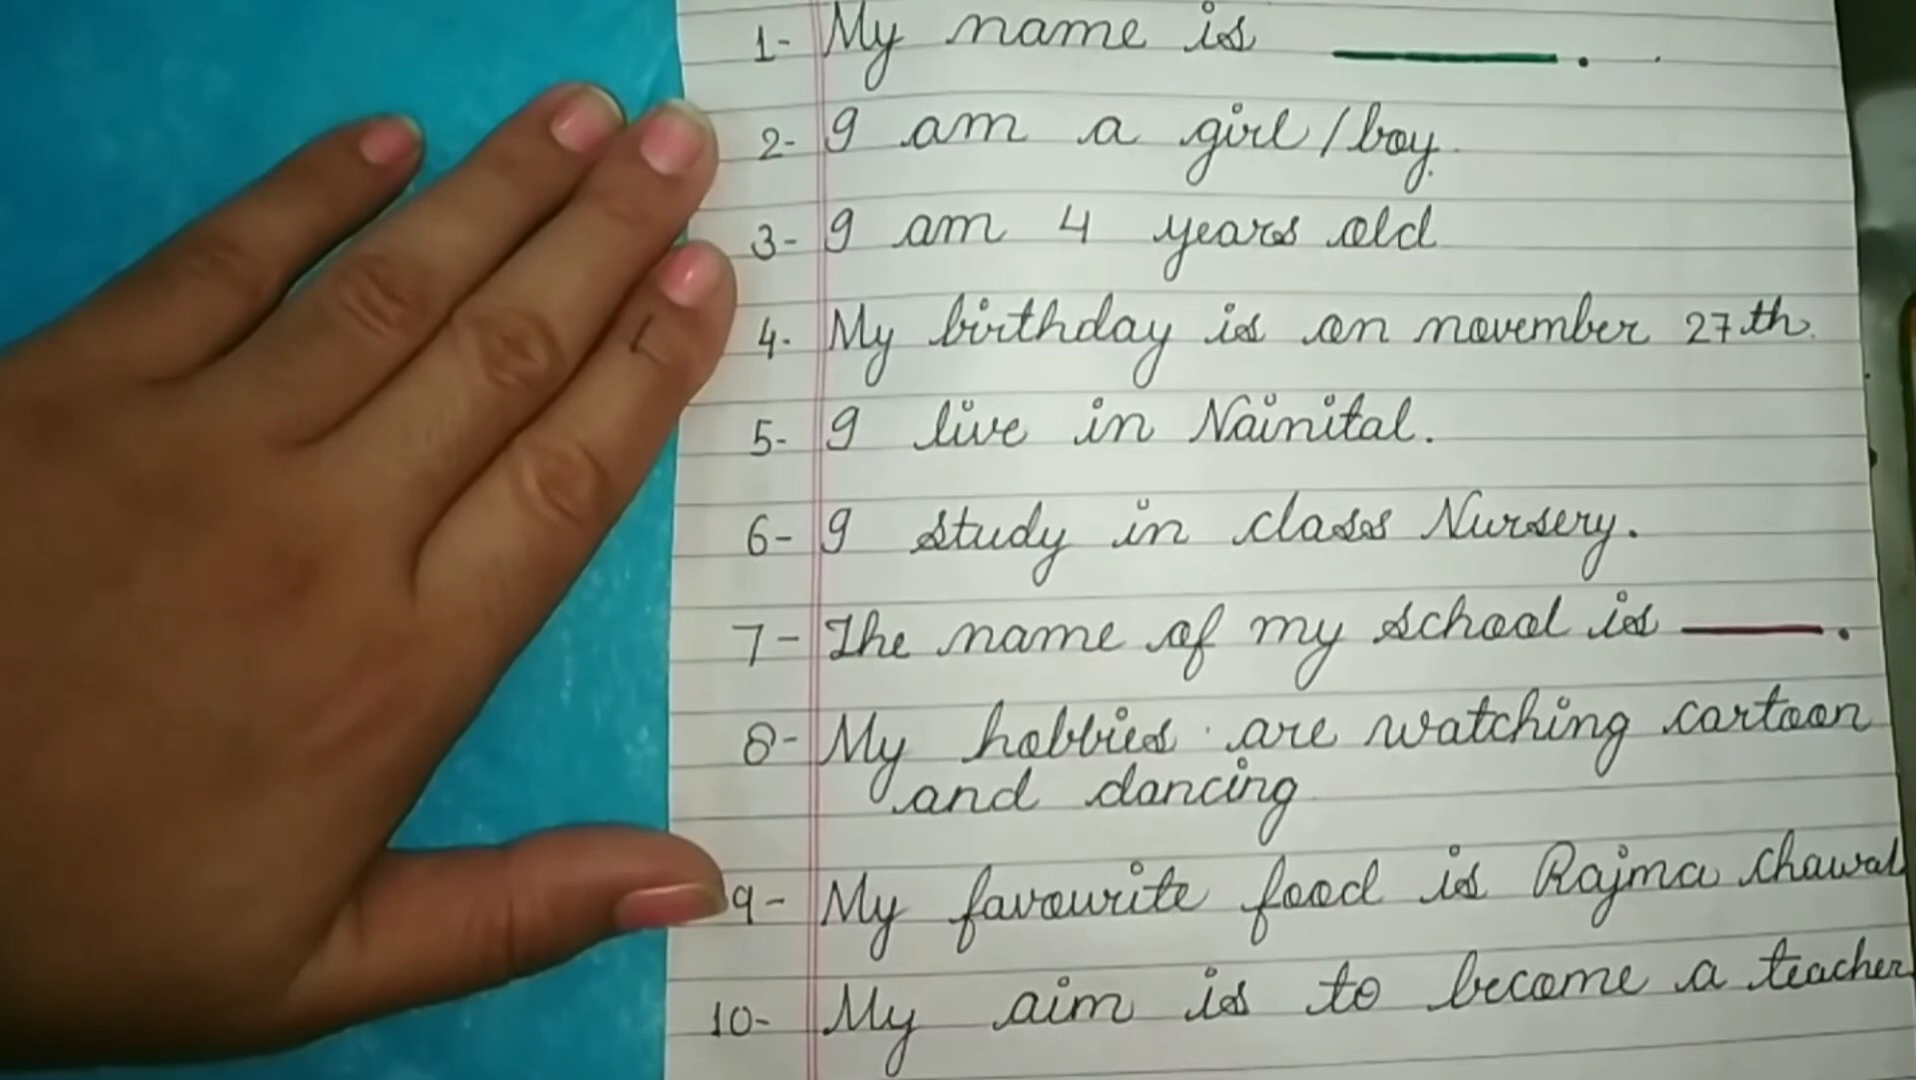 1- My name is ______ .
2- I am a girl / boy.
3- I am 4 years old
4- My birthday is on november 27th.
5- I live in Nainital.
6- I study in class Nursery.
7- The name of my school is ____ .
8- My hobbies are watching cartoon
and dancing
9- My favourite food is Rajma chawal
10- My aim is to become a teacher